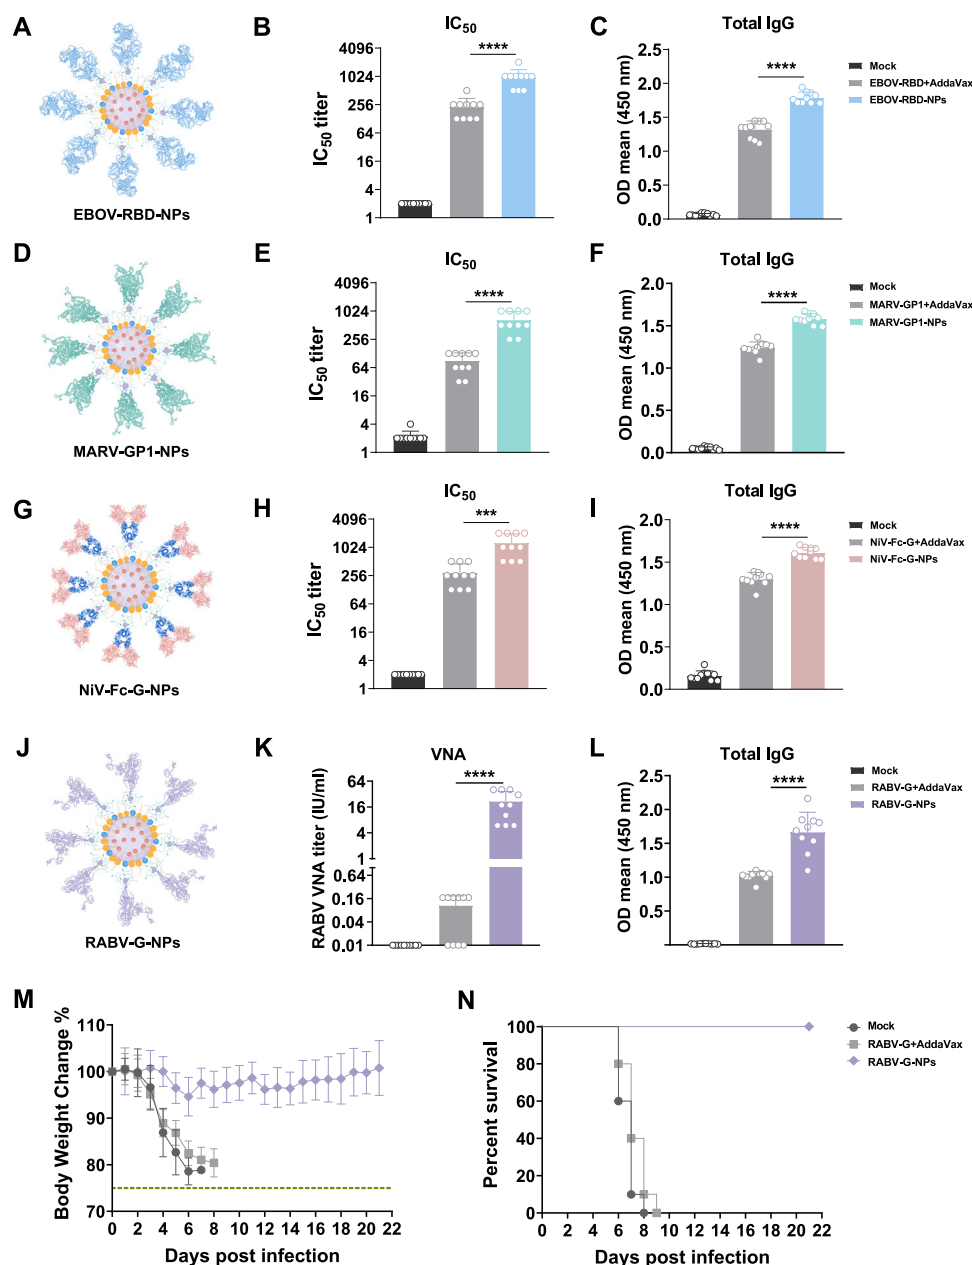 A
EBOV-RBD-NPs
B
IC50
4096
1024
256
64
16
4
1
IC50 titer
****
C
Total IgG
2.5
2.0
1.5
1.0
0.5
0.0
OD mean (450 nm)
****
Mock
EBOV-RBD+AddaVax
EBOV-RBD-NPs
D
MARV-GP1-NPs
E
IC50
4096
1024
256
64
16
4
1
IC50 titer
****
F
Total IgG
2.0
1.5
1.0
0.5
0.0
OD mean (450 nm)
****
Mock
MARV-GP1+AddaVax
MARV-GP1-NPs
G
NiV-Fc-G-NPs
H
IC50
4096
1024
256
64
16
4
1
IC50 titer
***
I
Total IgG
2.0
1.5
1.0
0.5
0.0
OD mean (450 nm)
****
Mock
NiV-Fc-G+AddaVax
NiV-Fc-G-NPs
J
RABV-G-NPs
K
VNA
64
16
4
1
0.64
0.16
0.04
0.01
RABV VNA titer (IU/ml)
****
L
Total IgG
2.5
2.0
1.5
1.0
0.5
OD mean (450 nm)
****
Mock
RABV-G+AddaVax
RABV-G-NPs
M
110
100
90
80
70
Body Weight Change %
0 2 4 6 8 10 12 14 16 18 20 22
Days post infection
N
100
80
60
40
20
0
Percent survival
0 2 4 6 8 10 12 14 16 18 20 22
Days post infection
Mock
RABV-G+AddaVax
RABV-G-NPs